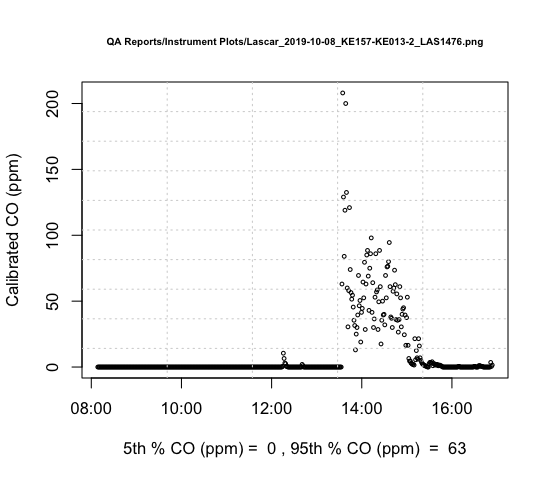 QA Reports/Instrument Plots/Lascar_2019-10-08_KE157-KE013-2_LAS1476.png
200
150
100
50
0
Calibrated CO (ppm)
08:00 10:00 12:00 14:00 16:00
5th % CO (ppm) = 0 , 95th % CO (ppm) = 63